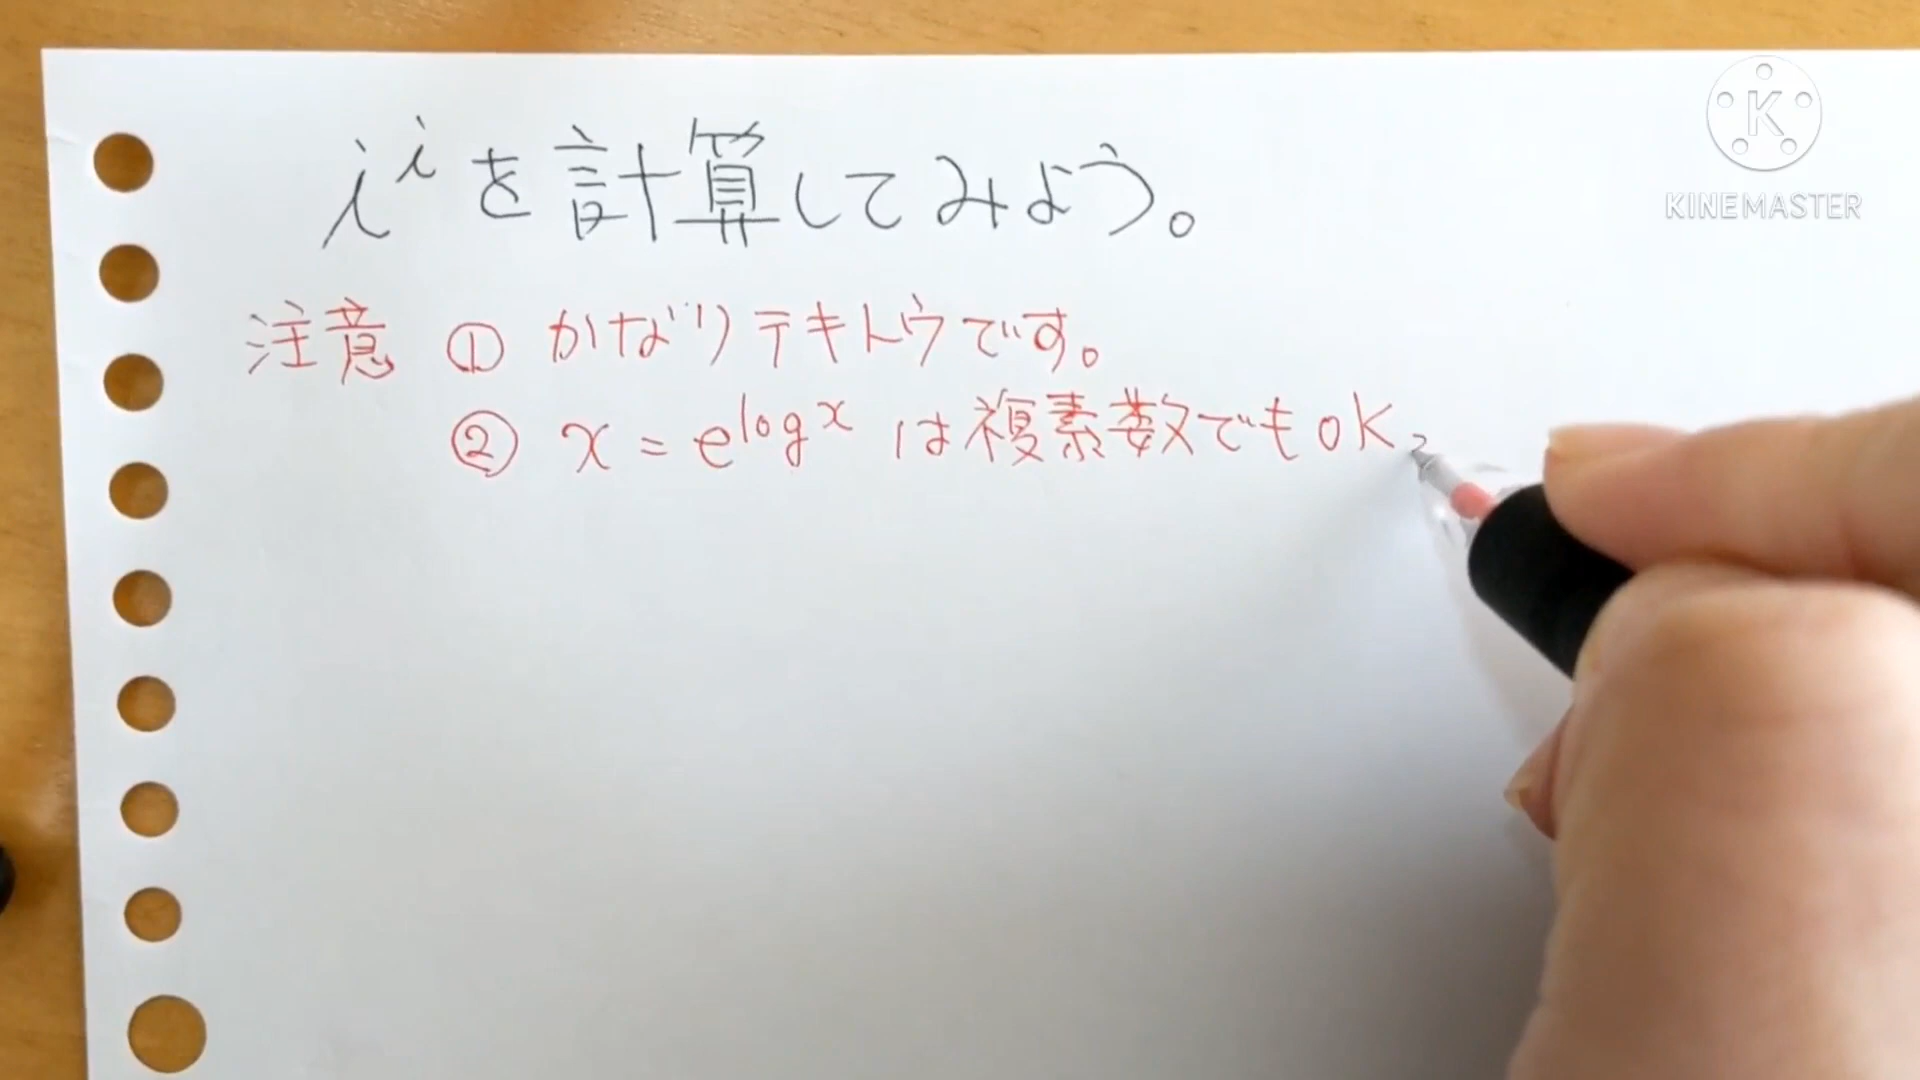 iⁱを計算してみよう。
注意 ① かなりテキトウです。
② x = e^{log x} は複素数でもOK
K
KINEMASTER